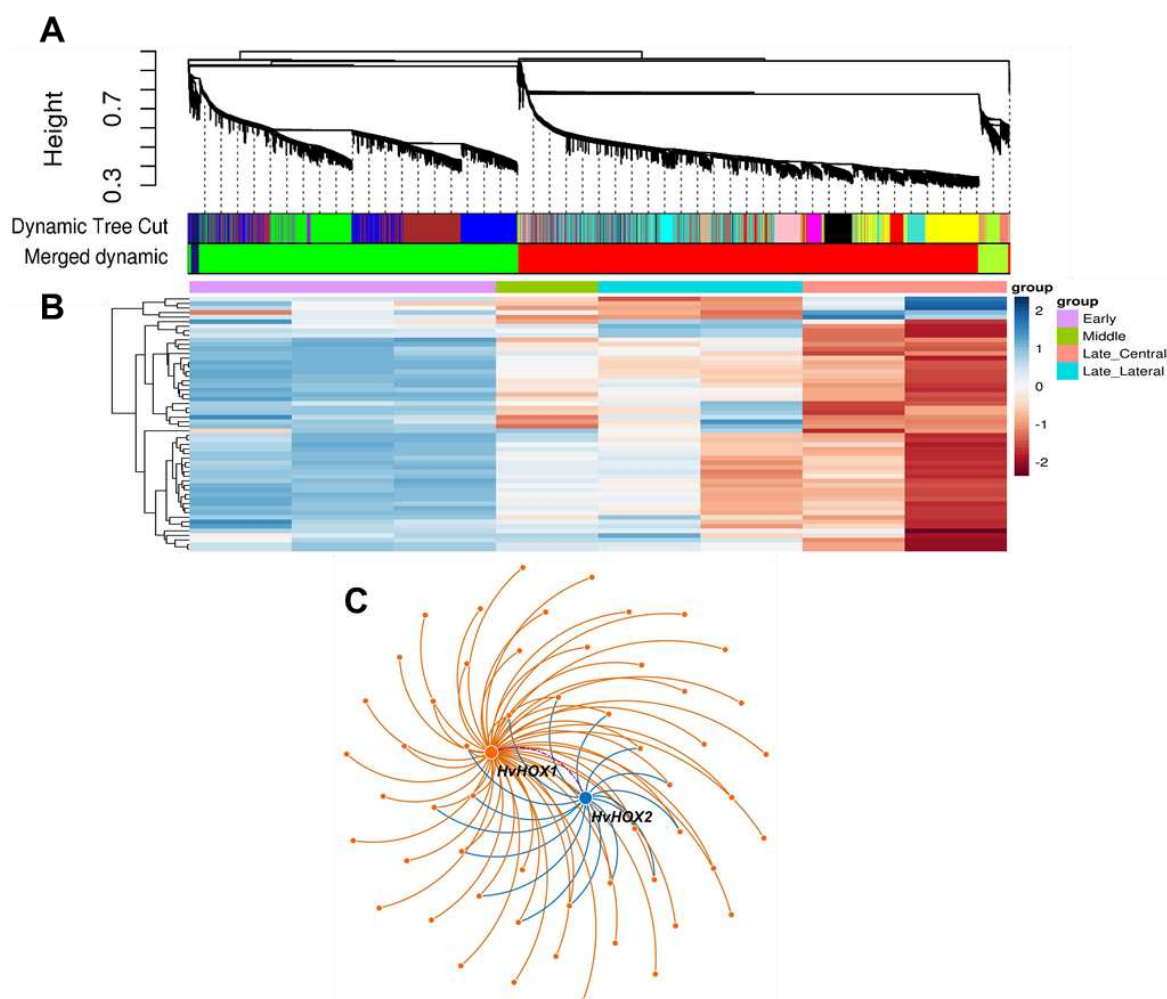 A
Height
0.7
0.3
Dynamic Tree Cut
Merged dynamic
B
group
2
1
0
-1
-2
group
Early
Middle
Late_Central
Late_Lateral
C
HvHOX1
HvHOX2